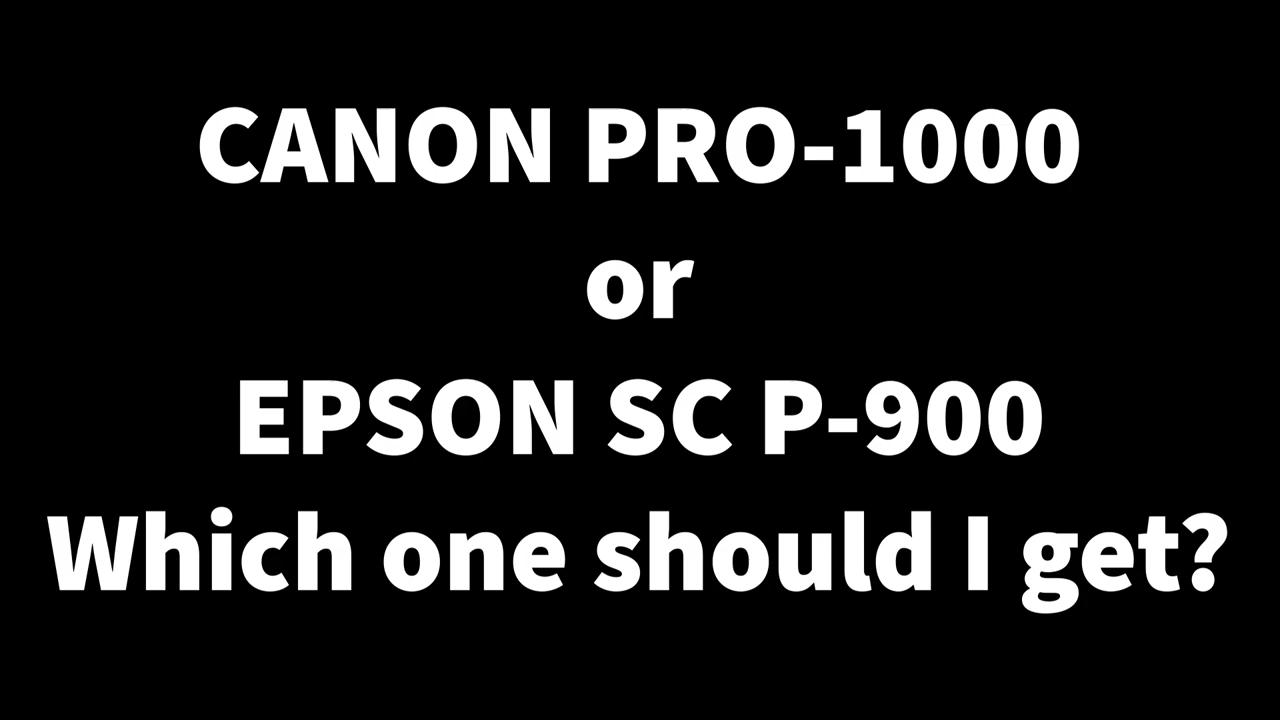 CANON PRO-1000
or
EPSON SC P-900
Which one should I get?